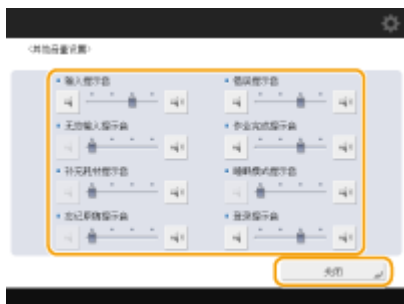 <其他音量设置>
输入提示音
错误提示音
无效输入提示音
作业完成提示音
补充耗材提示音
睡眠模式提示音
忘记原稿提示音
登录提示音
关闭